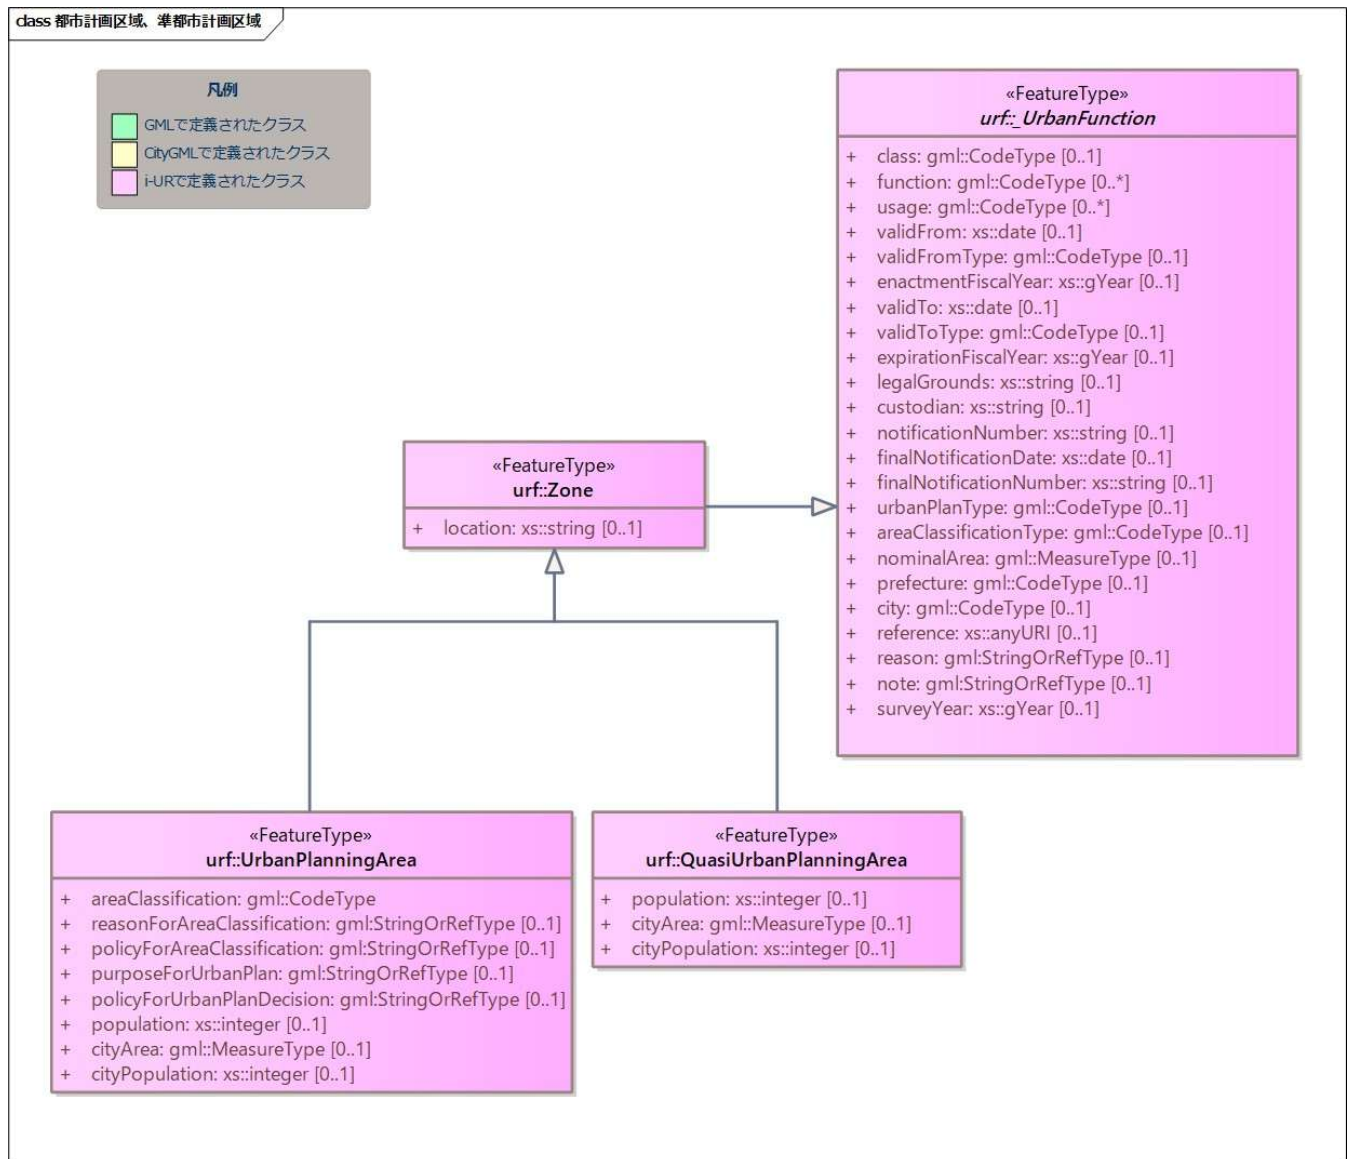 class 都市計画区域、準都市計画区域
凡例
GMLで定義されたクラス
CityGMLで定義されたクラス
i-URで定義されたクラス
«FeatureType»
urf::_UrbanFunction
+ class: gml::CodeType [0..1]
+ function: gml::CodeType [0..*]
+ usage: gml::CodeType [0..*]
+ validFrom: xs::date [0..1]
+ validFromType: gml::CodeType [0..1]
+ enactmentFiscalYear: xs::gYear [0..1]
+ validTo: xs::date [0..1]
+ validToType: gml::CodeType [0..1]
+ expirationFiscalYear: xs::gYear [0..1]
+ legalGrounds: xs::string [0..1]
+ custodian: xs::string [0..1]
+ notificationNumber: xs::string [0..1]
+ finalNotificationDate: xs::date [0..1]
+ finalNotificationNumber: xs::string [0..1]
+ urbanPlanType: gml::CodeType [0..1]
+ areaClassificationType: gml::CodeType [0..1]
+ nominalArea: gml::MeasureType [0..1]
+ prefecture: gml::CodeType [0..1]
+ city: gml::CodeType [0..1]
+ reference: xs::anyURI [0..1]
+ reason: gml:StringOrRefType [0..1]
+ note: gml:StringOrRefType [0..1]
+ surveyYear: xs::gYear [0..1]
«FeatureType»
urf::Zone
+ location: xs::string [0..1]
«FeatureType»
urf::UrbanPlanningArea
+ areaClassification: gml::CodeType
+ reasonForAreaClassification: gml:StringOrRefType [0..1]
+ policyForAreaClassification: gml:StringOrRefType [0..1]
+ purposeForUrbanPlan: gml:StringOrRefType [0..1]
+ policyForUrbanPlanDecision: gml:StringOrRefType [0..1]
+ population: xs::integer [0..1]
+ cityArea: gml::MeasureType [0..1]
+ cityPopulation: xs::integer [0..1]
«FeatureType»
urf::QuasiUrbanPlanningArea
+ population: xs::integer [0..1]
+ cityArea: gml::MeasureType [0..1]
+ cityPopulation: xs::integer [0..1]